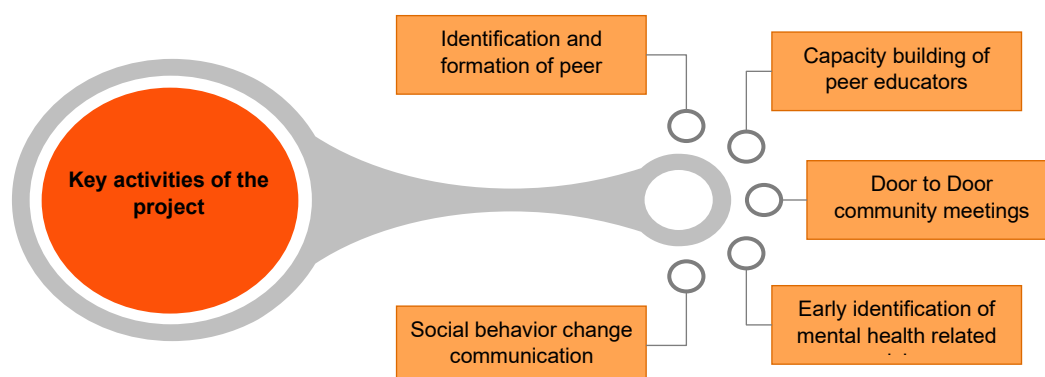 Key activities of the
project
Identification and
formation of peer
Capacity building of
peer educators
Door to Door
community meetings
Early identification of
mental health related
Social behavior change
communication